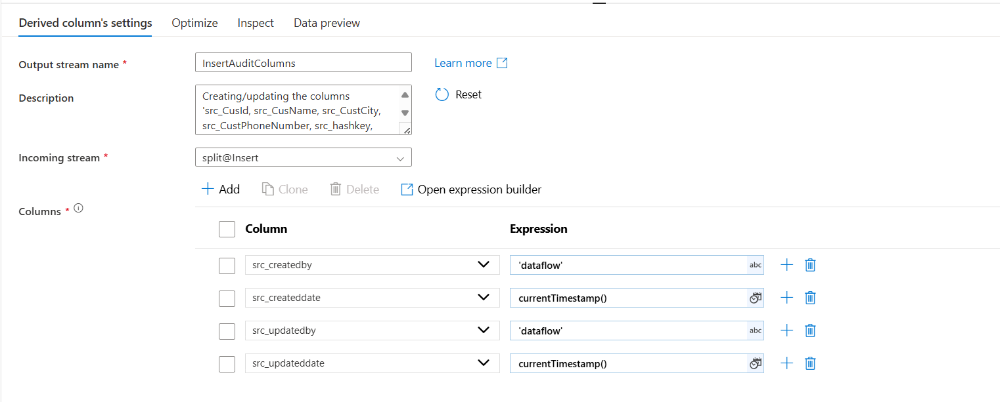 Derived column's settings Optimize Inspect Data preview
Output stream name * InsertAuditColumns Learn more
Description Creating/updating the columns
'src_CusId, src_CusName, src_CustCity,
src_CustPhoneNumber, src_hashkey,
Reset
Incoming stream * split@Insert
Add Clone Delete Open expression builder
Columns *
Column Expression
src_createdby 'dataflow' abc
src_createddate currentTimestamp()
src_updatedby 'dataflow' abc
src_updateddate currentTimestamp()